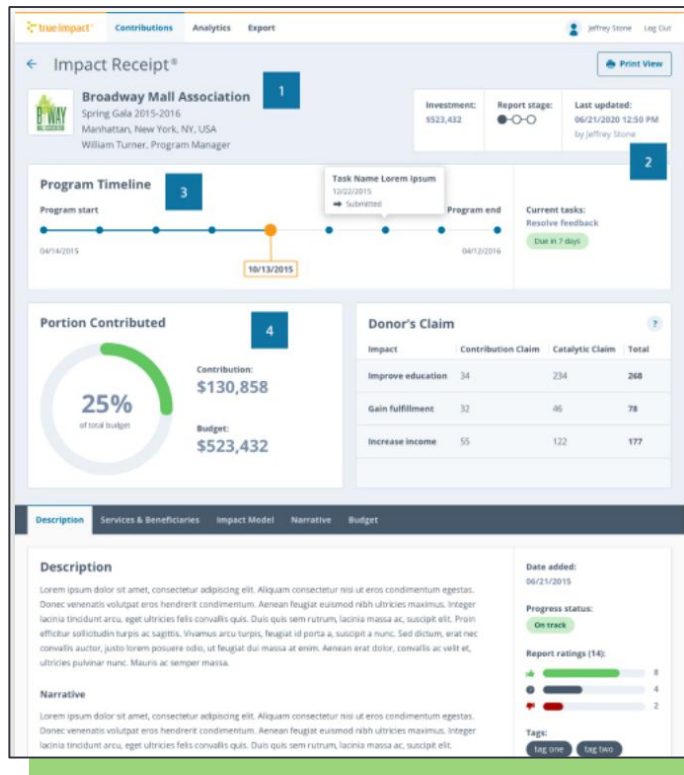 true impact
Contributions
Analytics
Export
Jeffrey Stone
Log Out
← Impact Receipt®
Print View
B WAY
MALL ASSOCIATION
Broadway Mall Association
Spring Gala 2015-2016
Manhattan, New York, NY, USA
William Turner, Program Manager
1
Investment:
$523,432
Report stage:
Last updated:
06/21/2020 12:50 PM
by Jeffrey Stone
2
Program Timeline
3
Program start
04/14/2015
10/13/2015
Task Name Lorem Ipsum
12/22/2015
Submitted
Program end
04/12/2016
Current tasks:
Resolve feedback
Due in 7 days
Portion Contributed
4
25%
of total budget
Contribution:
$130,858
Budget:
$523,432
Donor's Claim
?
Impact Contribution Claim Catalytic Claim Total
Improve education 34 234 268
Gain fulfillment 32 46 78
Increase income 55 122 177
Description Services & Beneficiaries Impact Model Narrative Budget
Description
Lorem ipsum dolor sit amet, consectetur adipiscing elit. Aliquam consectetur nisi ut eros condimentum egestas.
Donec venenatis volutpat eros hendrerit condimentum. Aenean feugiat euismod nibh ultricies maximus. Integer
lacinia tincidunt arcu, eget ultricies felis convallis quis. Duis quis sem rutrum, lacinia massa ac, suscipit elit. Proin
efficitur sollicitudin turpis ac sagittis. Vivamus arcu turpis, feugiat id porta a, suscipit a nunc. Sed dictum, erat nec
convallis auctor, justo lorem posuere odio, ut feugiat dui massa at enim. Aenean erat dolor, convallis ac velit et,
ultricies pulvinar nunc. Mauris ac semper massa.
Narrative
Lorem ipsum dolor sit amet, consectetur adipiscing elit. Aliquam consectetur nisi ut eros condimentum egestas.
Donec venenatis volutpat eros hendrerit condimentum. Aenean feugiat euismod nibh ultricies maximus. Integer
lacinia tincidunt arcu, eget ultricies felis convallis quis. Duis quis sem rutrum, lacinia massa ac, suscipit elit.
Date added:
06/21/2015
Progress status:
On track
Report ratings (14):
8
4
2
Tags:
tag one
tag two